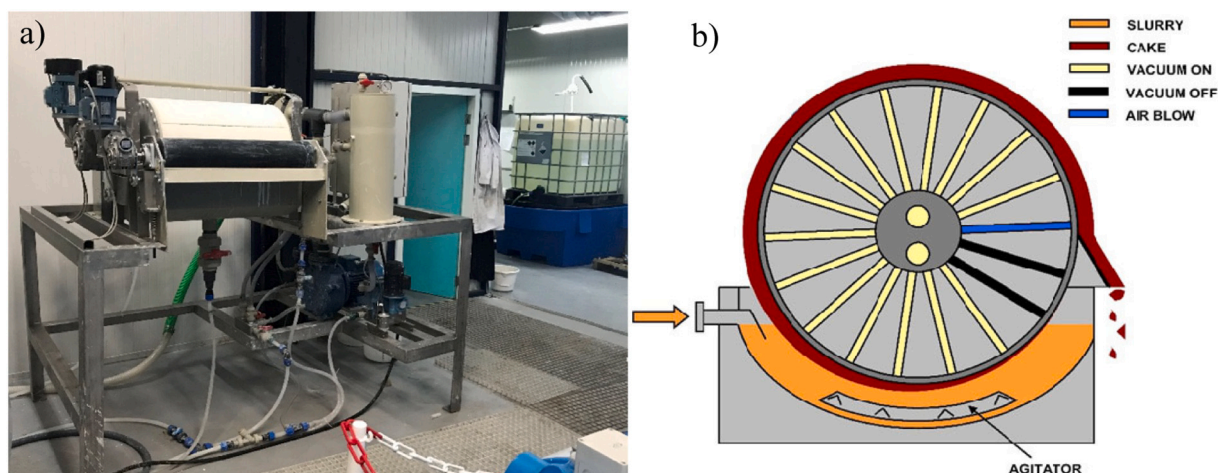 a)
b)
SLURRY
CAKE
VACUUM ON
VACUUM OFF
AIR BLOW
AGITATOR